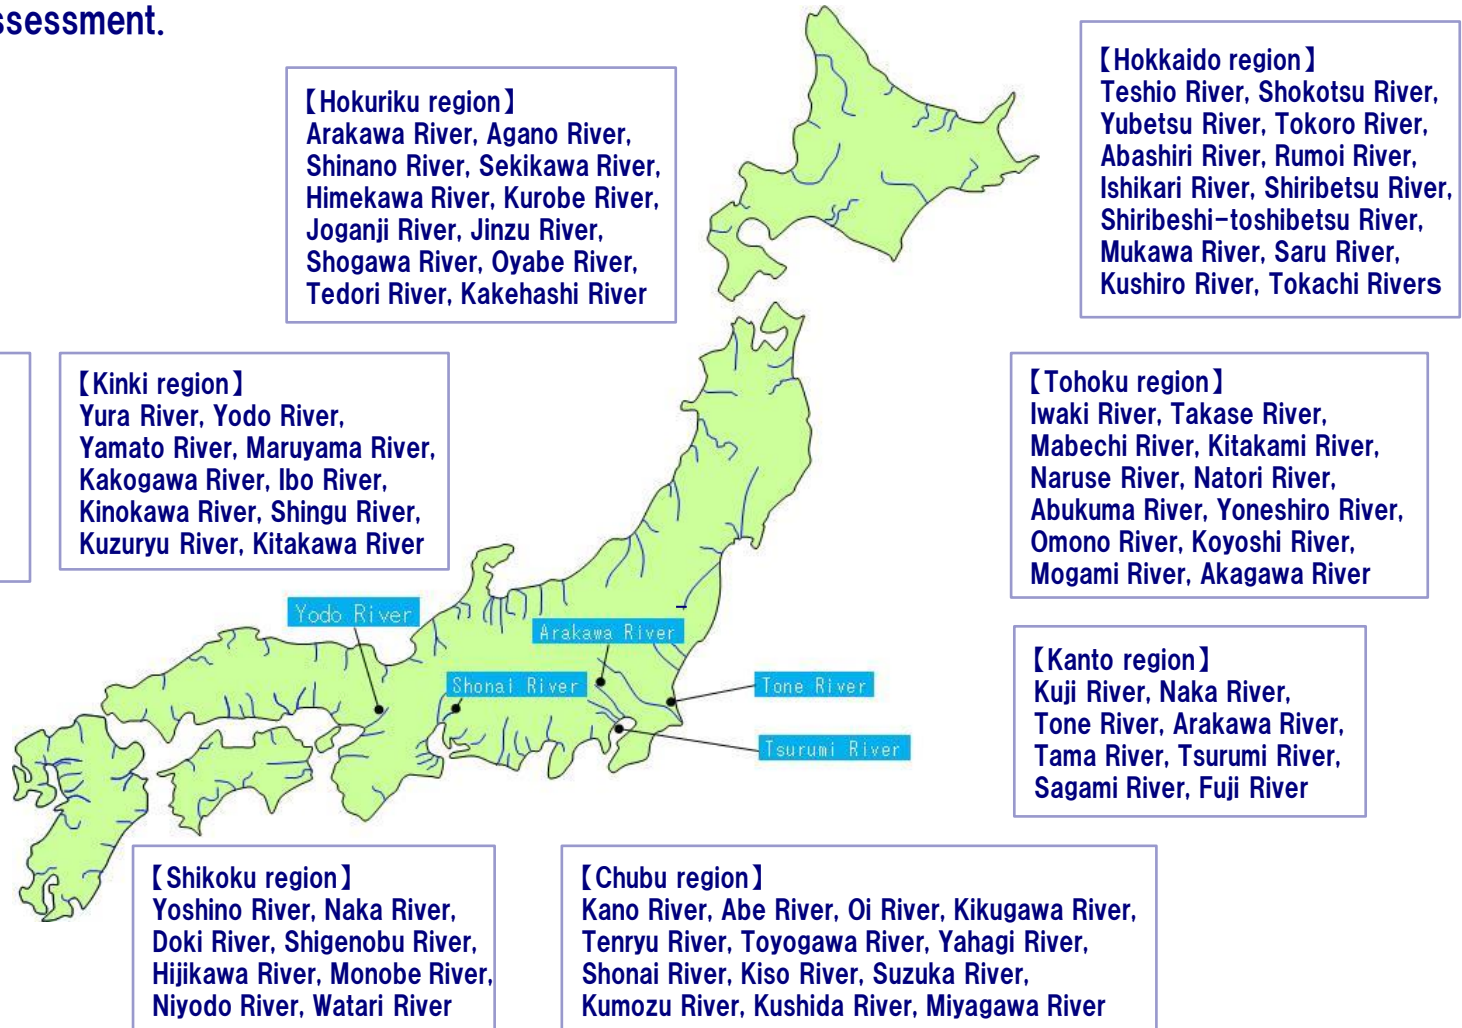 ssessment.
【Hokuriku region】
Arakawa River, Agano River,
Shinano River, Sekikawa River,
Himekawa River, Kurobe River,
Joganji River, Jinzu River,
Shogawa River, Oyabe River,
Tedori River, Kakehashi River
【Hokkaido region】
Teshio River, Shokotsu River,
Yubetsu River, Tokoro River,
Abashiri River, Rumoi River,
Ishikari River, Shiribetsu River,
Shiribeshi-toshibetsu River,
Mukawa River, Saru River,
Kushiro River, Tokachi Rivers
【Kinki region】
Yura River, Yodo River,
Yamato River, Maruyama River,
Kakogawa River, Ibo River,
Kinokawa River, Shingu River,
Kuzuryu River, Kitakawa River
【Tohoku region】
Iwaki River, Takase River,
Mabechi River, Kitakami River,
Naruse River, Natori River,
Abukuma River, Yoneshiro River,
Omono River, Koyoshi River,
Mogami River, Akagawa River
Yodo River
Arakawa River
Shonai River
Tone River
Tsurumi River
【Kanto region】
Kuji River, Naka River,
Tone River, Arakawa River,
Tama River, Tsurumi River,
Sagami River, Fuji River
【Shikoku region】
Yoshino River, Naka River,
Doki River, Shigenobu River,
Hijikawa River, Monobe River,
Niyodo River, Watari River
【Chubu region】
Kano River, Abe River, Oi River, Kikugawa River,
Tenryu River, Toyogawa River, Yahagi River,
Shonai River, Kiso River, Suzuka River,
Kumozu River, Kushida River, Miyagawa River